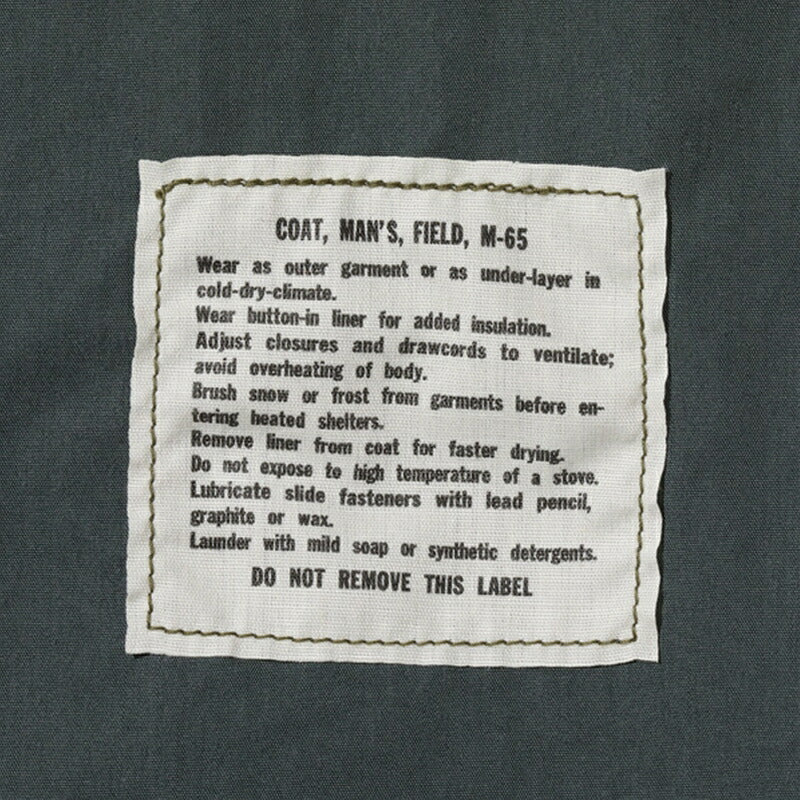 COAT, MAN'S, FIELD, M-65
Wear as outer garment or as under-layer in
cold-dry-climate.
Wear button-in liner for added insulation.
Adjust closures and drawcords to ventilate;
avoid overheating of body.
Brush snow or frost from garments before en-
tering heated shelters.
Remove liner from coat for faster drying.
Do not expose to high temperature of a stove.
Lubricate slide fasteners with lead pencil,
graphite or wax.
Launder with mild soap or synthetic detergents.
DO NOT REMOVE THIS LABEL